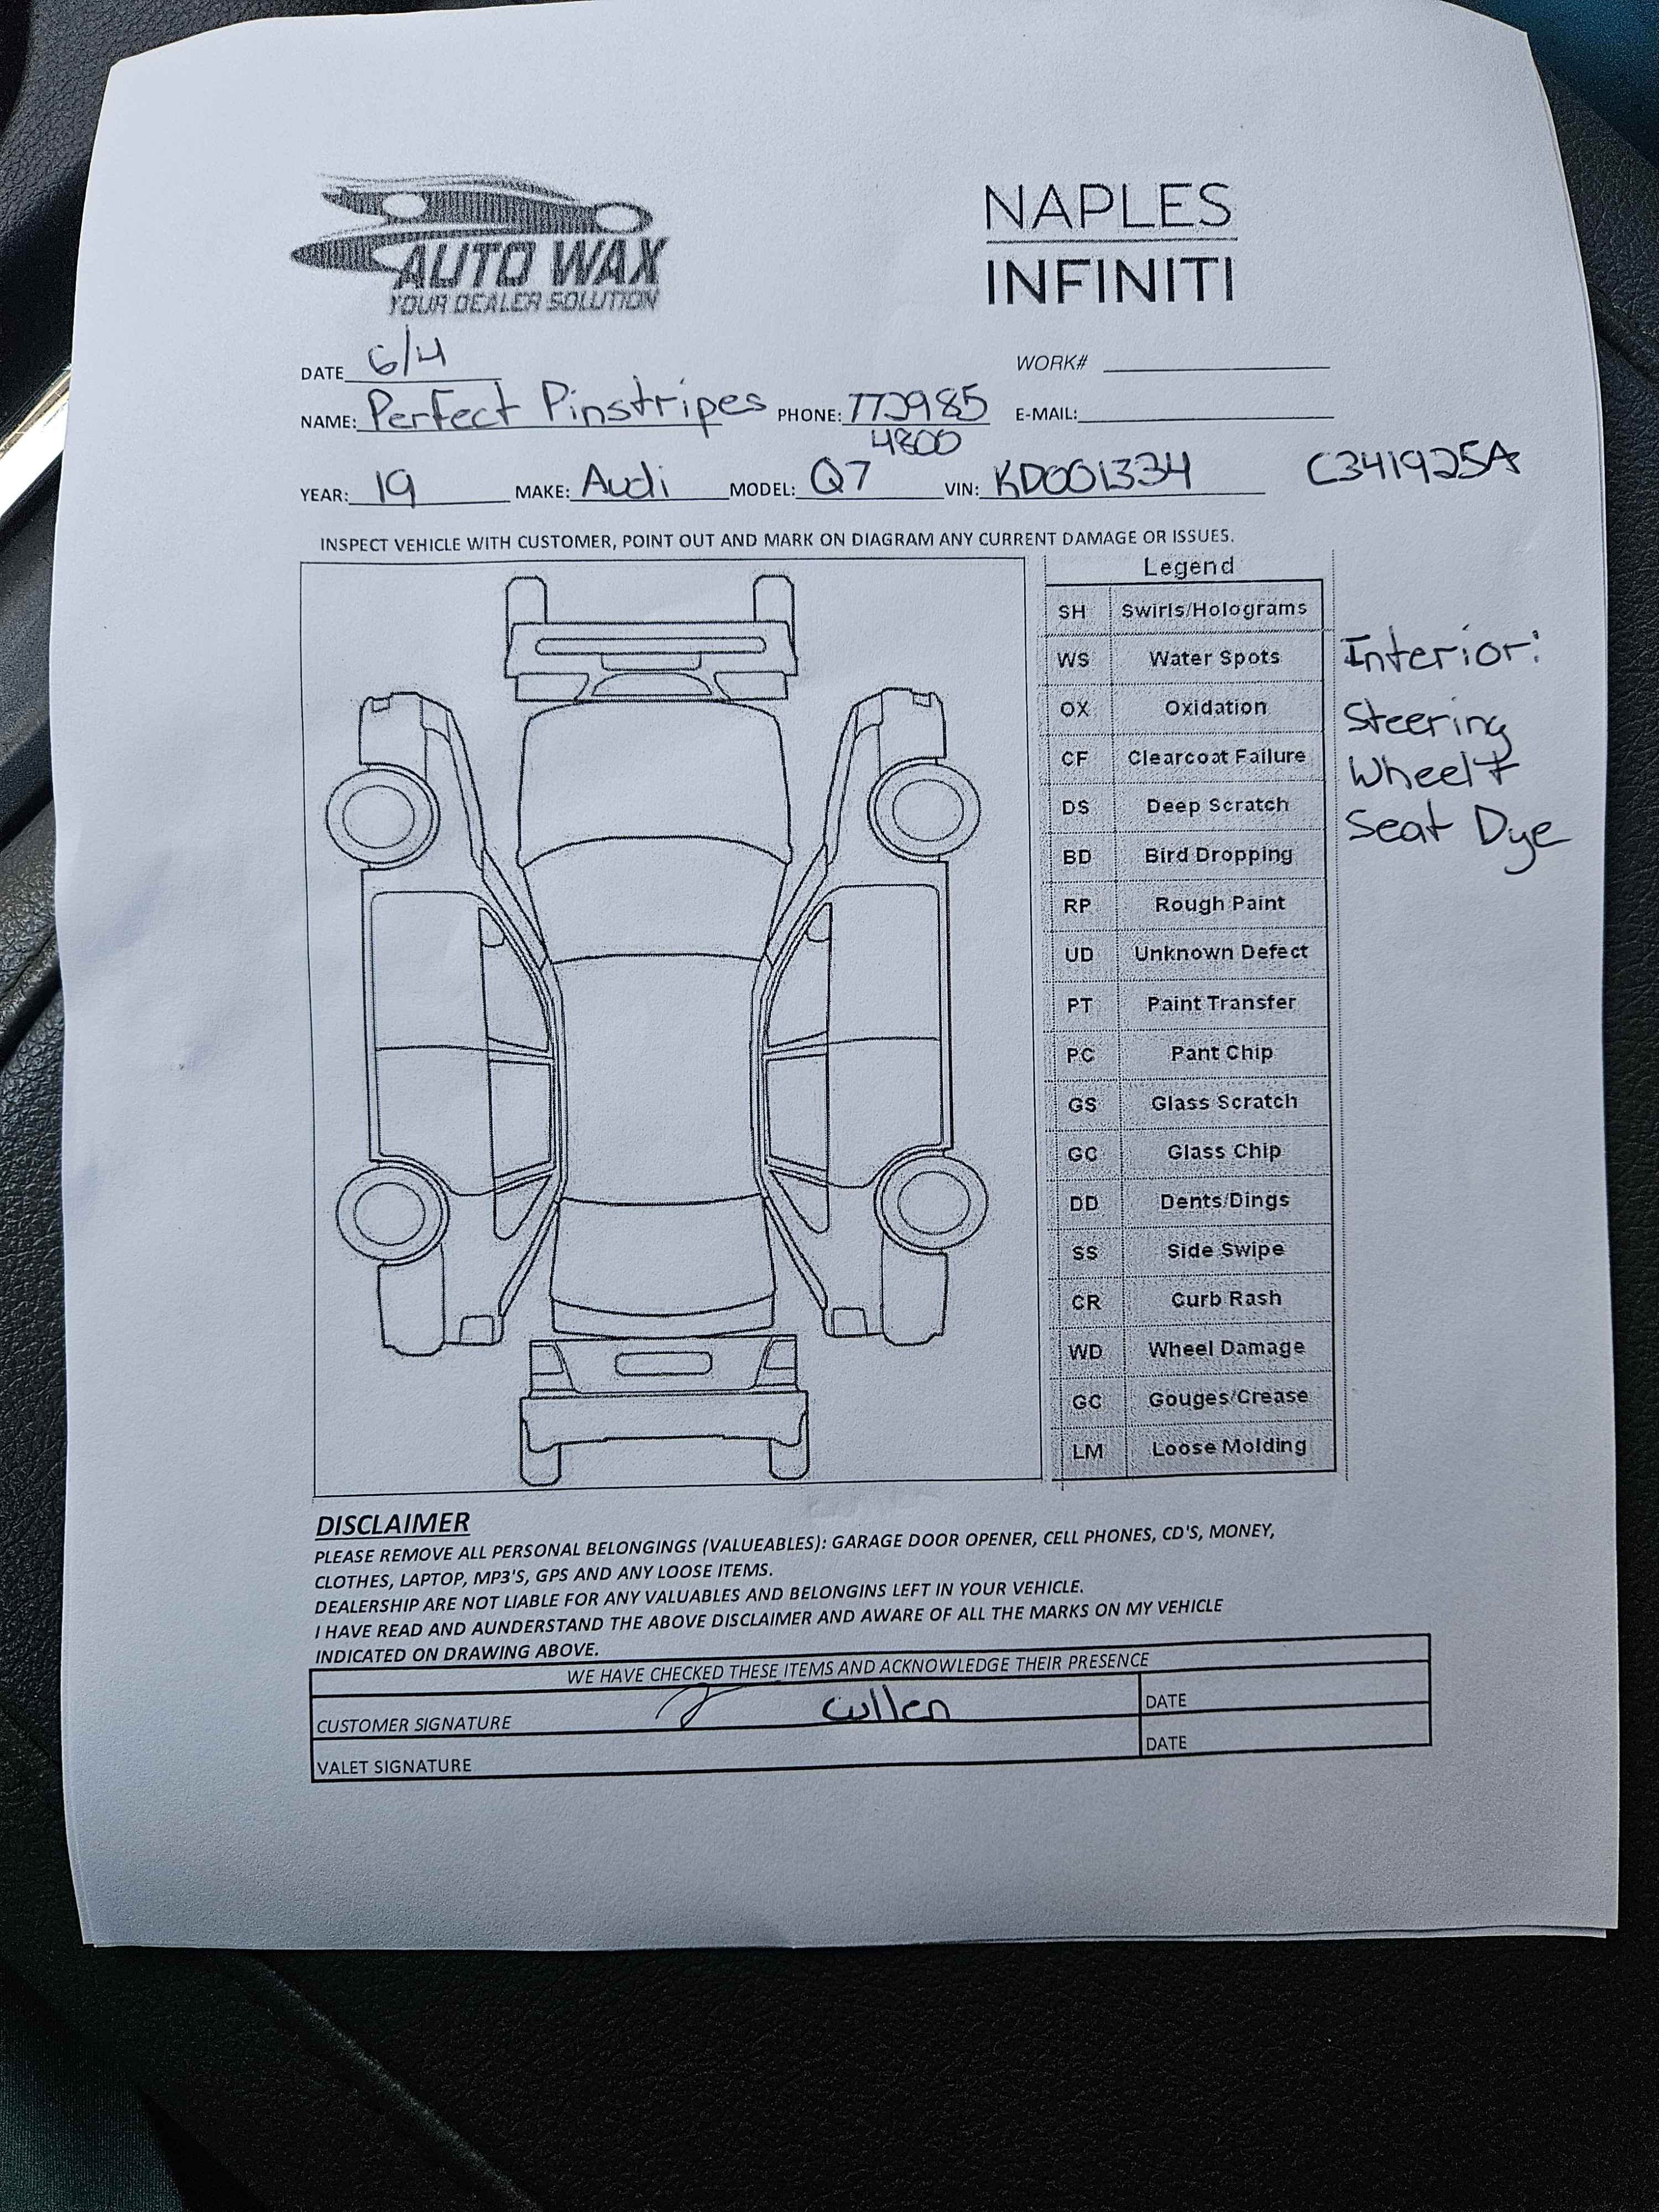 AUTO WAX
YOUR DEALER SOLUTION
NAPLES
INFINITI
DATE 6/4
WORK#
NAME: Perfect Pinstripes PHONE: 772985 E-MAIL:
4800
YEAR: 19 MAKE: Audi MODEL: Q7 VIN: KD001334 C341925A
INSPECT VEHICLE WITH CUSTOMER, POINT OUT AND MARK ON DIAGRAM ANY CURRENT DAMAGE OR ISSUES.
Legend
SH Swirls/Holograms
WS Water Spots
OX Oxidation
CF Clearcoat Failure
DS Deep Scratch
BD Bird Dropping
RP Rough Paint
UD Unknown Defect
PT Paint Transfer
PC Pant Chip
GS Glass Scratch
GC Glass Chip
DD Dents/Dings
SS Side Swipe
CR Curb Rash
WD Wheel Damage
GC Gouges/Crease
LM Loose Molding
Interior:
Steering
Wheel +
Seat Dye
DISCLAIMER
PLEASE REMOVE ALL PERSONAL BELONGINGS (VALUEABLES): GARAGE DOOR OPENER, CELL PHONES, CD'S, MONEY,
CLOTHES, LAPTOP, MP3'S, GPS AND ANY LOOSE ITEMS.
DEALERSHIP ARE NOT LIABLE FOR ANY VALUABLES AND BELONGINS LEFT IN YOUR VEHICLE.
I HAVE READ AND AUNDERSTAND THE ABOVE DISCLAIMER AND AWARE OF ALL THE MARKS ON MY VEHICLE
INDICATED ON DRAWING ABOVE.
WE HAVE CHECKED THESE ITEMS AND ACKNOWLEDGE THEIR PRESENCE
CUSTOMER SIGNATURE Cullen DATE
VALET SIGNATURE DATE